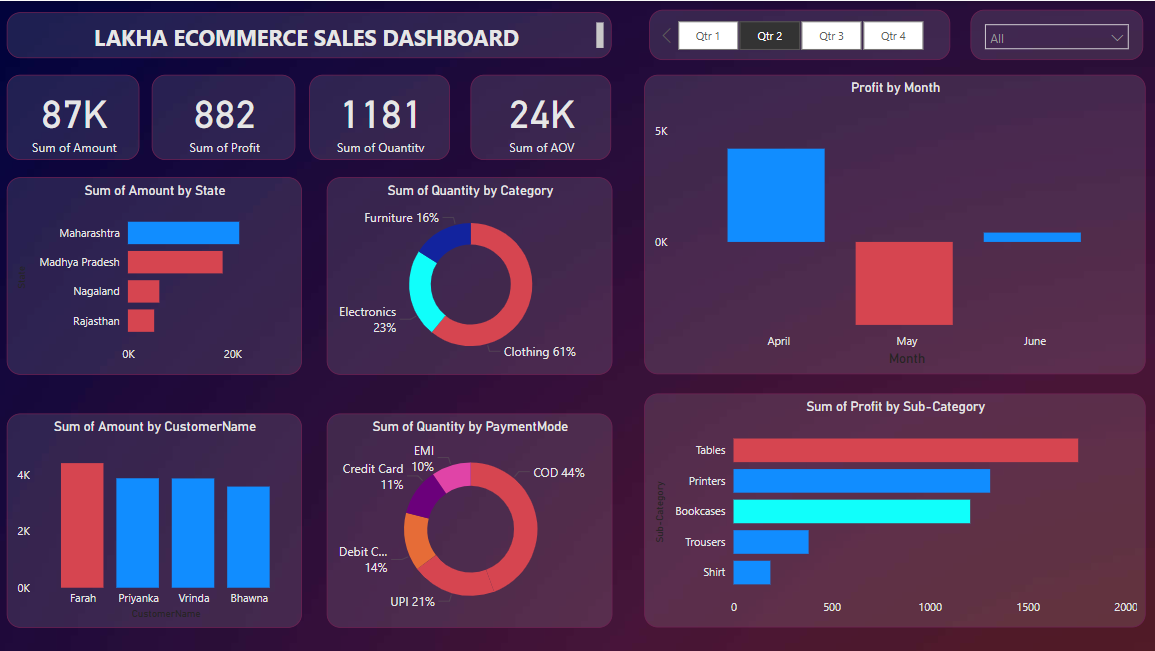 LAKHA ECOMMERCE SALES DASHBOARD
Qtr 1
Qtr 2
Qtr 3
Qtr 4
All
87K
Sum of Amount
882
Sum of Profit
1181
Sum of Quantity
24K
Sum of AOV
Sum of Amount by State
Maharashtra
Madhya Pradesh
Nagaland
Rajasthan
0K
20K
Sum of Quantity by Category
Furniture 16%
Electronics
23%
Clothing 61%
Profit by Month
5K
0K
April
May
June
Month
Sum of Amount by CustomerName
4K
2K
0K
Farah
Priyanka
Vrinda
Bhawna
CustomerName
Sum of Quantity by PaymentMode
EMI
10%
Credit Card
11%
COD 44%
Debit C...
14%
UPI 21%
Sum of Profit by Sub-Category
Sub-Category
Tables
Printers
Bookcases
Trousers
Shirt
0
500
1000
1500
2000